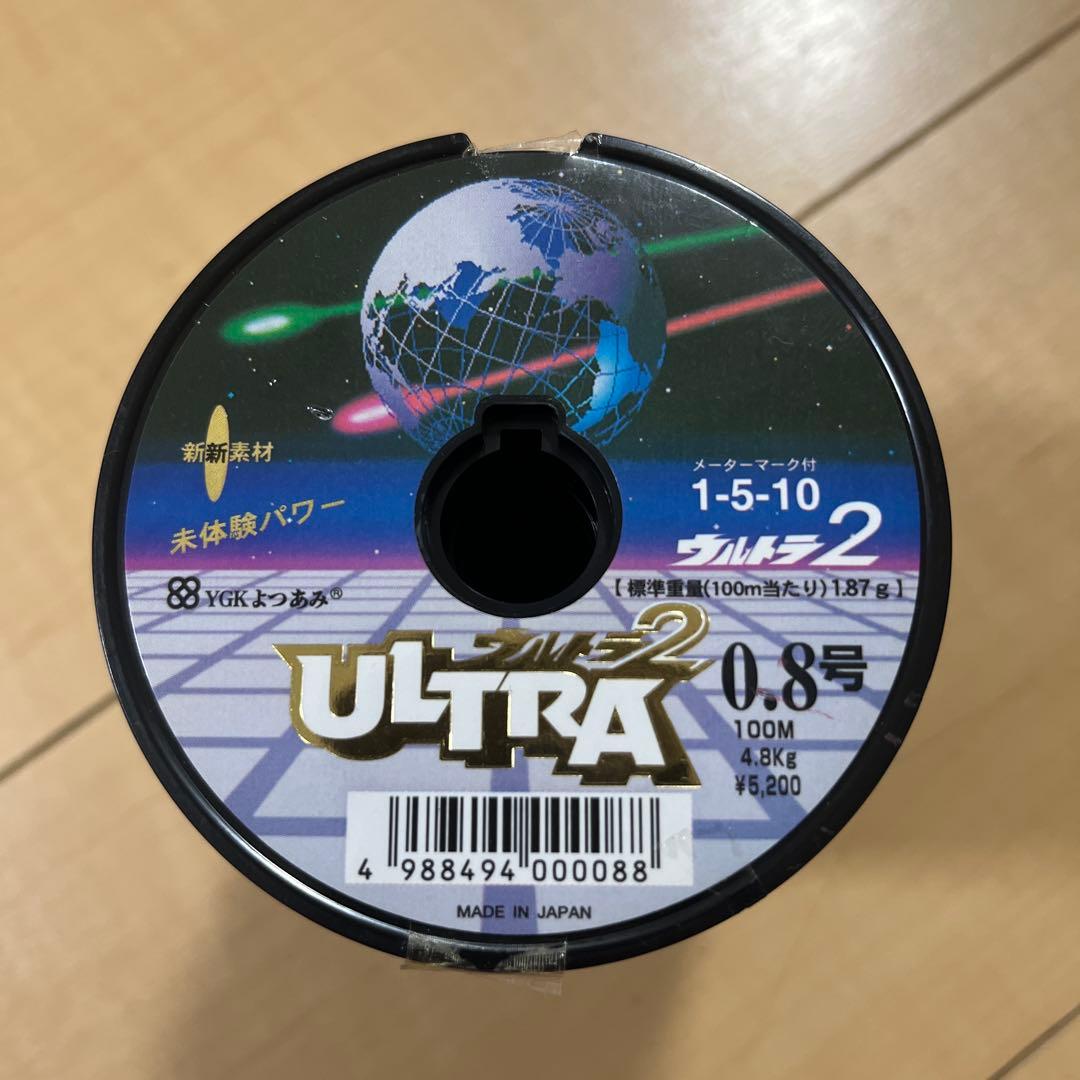 新新素材
未体験パワー
メーターマーク付
1-5-10
ウルトラ2
YGKよつあみ®
【標準重量(100m当たり)1.87g】
ウルトラ2
ULTRA
0.8号
100M
4.8Kg
¥5,200
4 988494 000088
MADE IN JAPAN